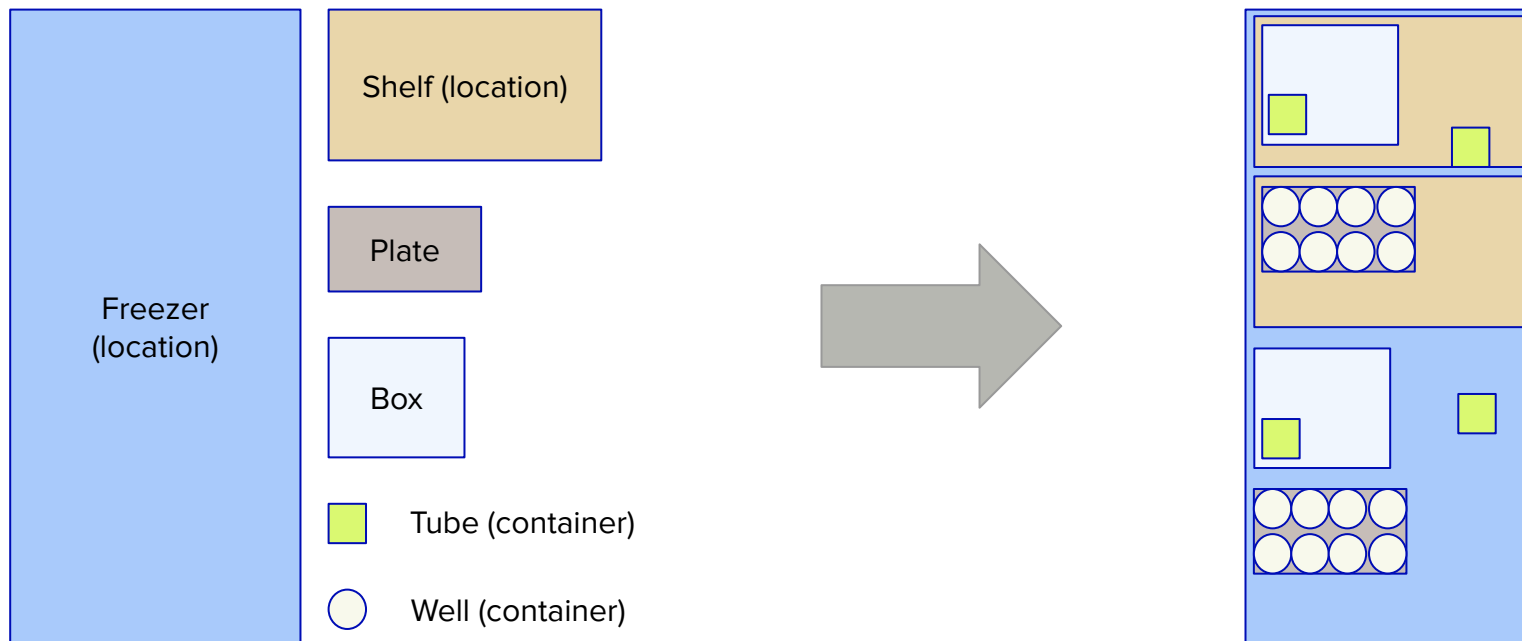 Shelf (location)
Plate
Freezer
(location)
Box
Tube (container)
Well (container)